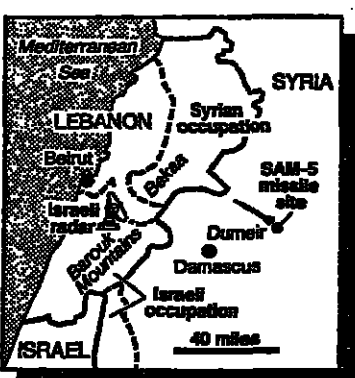 Mediterranean
Sea
SYRIA
LEBANON
Syrian
occupation
Beirut
Bekaa
SAM-5
missile
site
Israeli
radar
Barouk
Mountains
Dumeir
Damascus
Israeli
occupation
ISRAEL
40 miles